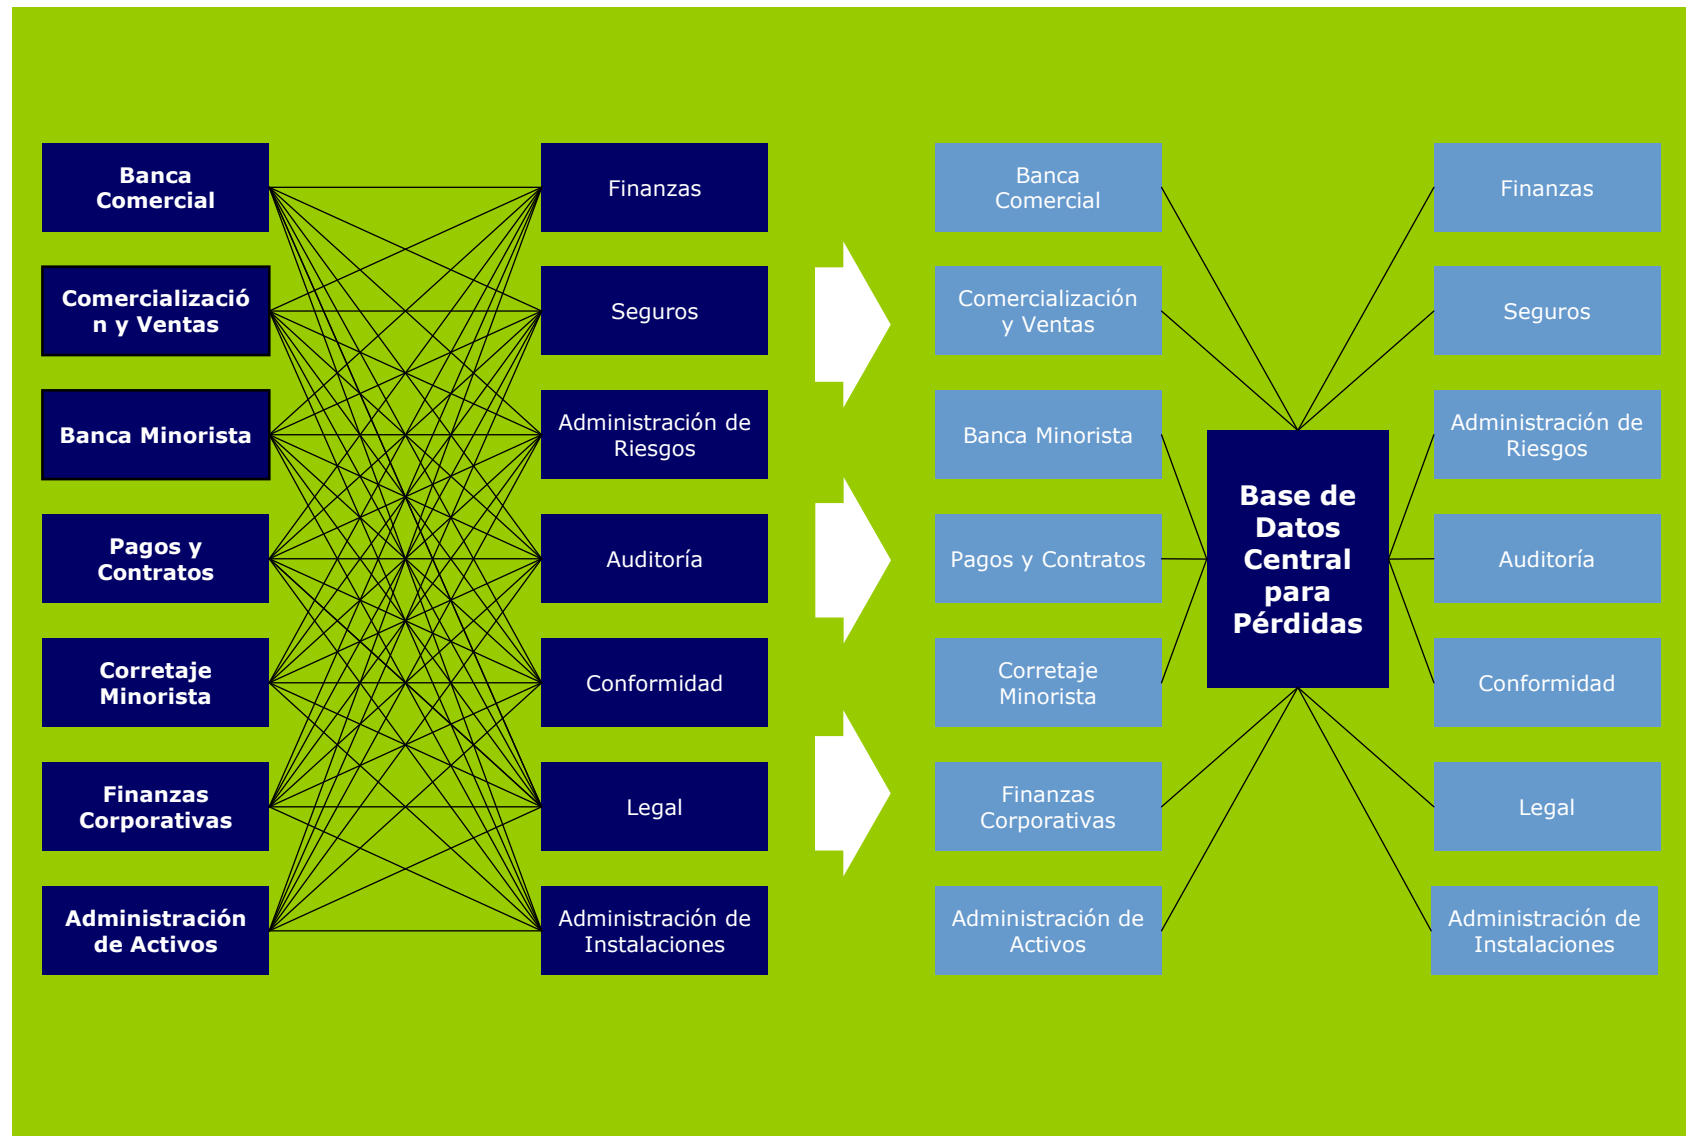 Banca
Comercial
Comercializació
n y Ventas
Banca Minorista
Pagos y
Contratos
Corretaje
Minorista
Finanzas
Corporativas
Administración
de Activos
Finanzas
Seguros
Administración de
Riesgos
Auditoría
Conformidad
Legal
Administración de
Instalaciones
Banca
Comercial
Comercialización
y Ventas
Banca Minorista
Pagos y Contratos
Corretaje
Minorista
Finanzas
Corporativas
Administración de
Activos
Base de
Datos
Central
para
Pérdidas
Finanzas
Seguros
Administración de
Riesgos
Auditoría
Conformidad
Legal
Administración de
Instalaciones